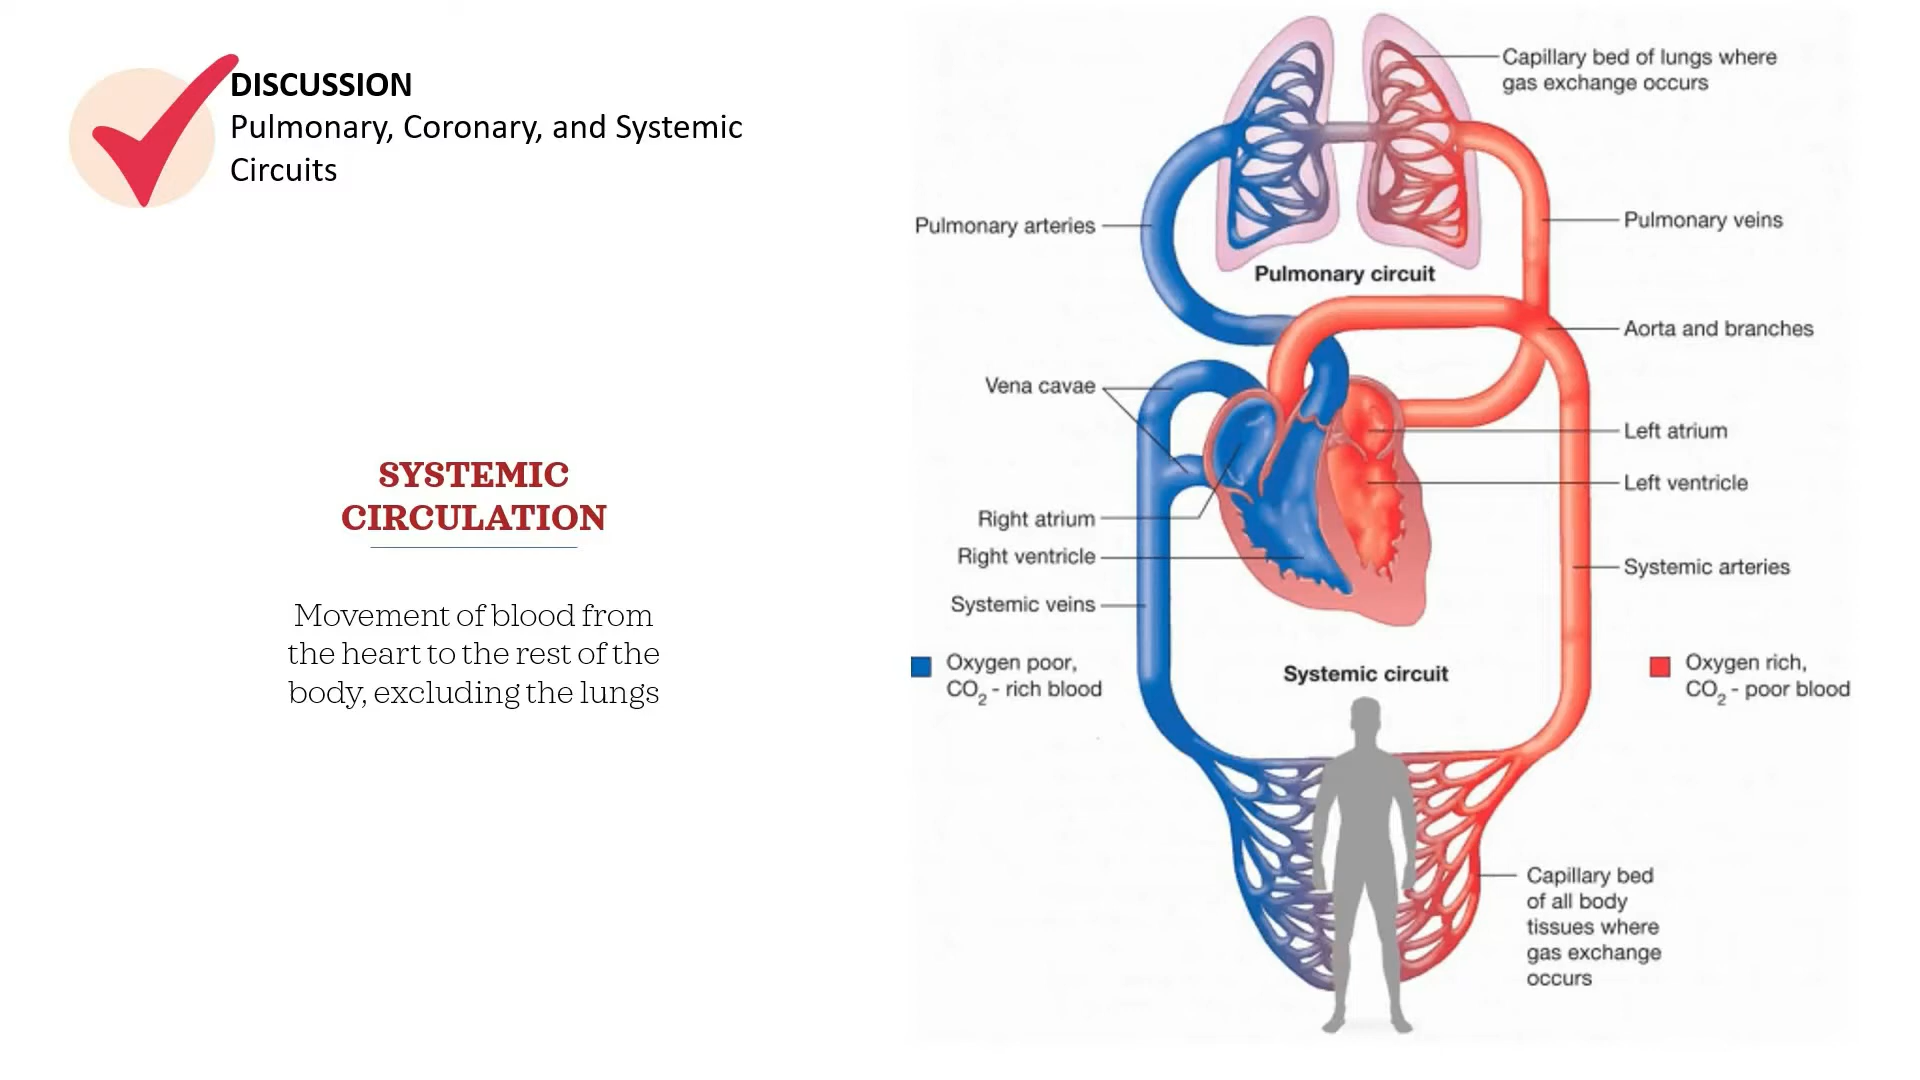 DISCUSSION
Pulmonary, Coronary, and Systemic
Circuits
SYSTEMIC
CIRCULATION
Movement of blood from
the heart to the rest of the
body, excluding the lungs
Capillary bed of lungs where
gas exchange occurs
Pulmonary arteries
Pulmonary veins
Pulmonary circuit
Aorta and branches
Vena cavae
Left atrium
Left ventricle
Right atrium
Right ventricle
Systemic arteries
Systemic veins
Oxygen poor,
CO₂ - rich blood
Systemic circuit
Oxygen rich,
CO₂ - poor blood
Capillary bed
of all body
tissues where
gas exchange
occurs